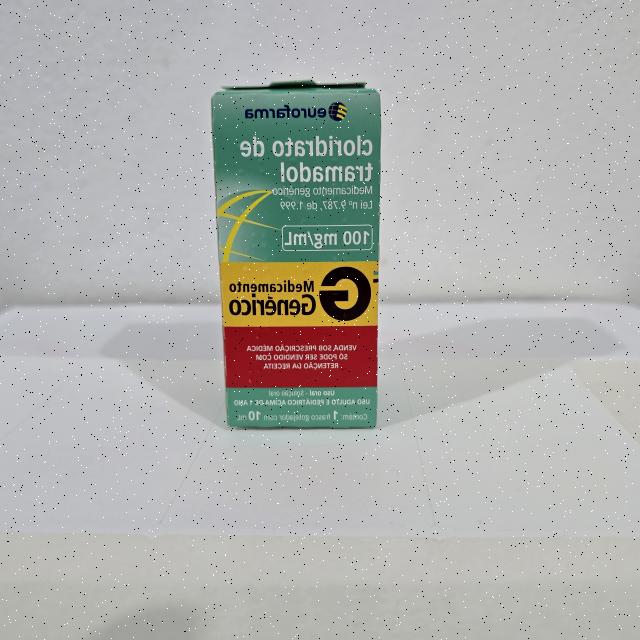 eurofarma
cloridrato de
tramadol
Medicamento genérico
Lei nº 9.787, de 1.999
100 mg/mL
G
Medicamento
Genérico
VENDA SOB PRESCRIÇÃO MÉDICA
SÓ PODE SER VENDIDO COM
RETENÇÃO DA RECEITA.
Uso oral - Solução oral
USO ADULTO E PEDIÁTRICO ACIMA DE 1 ANO
Contém: 1 frasco gotejador com 10 mL